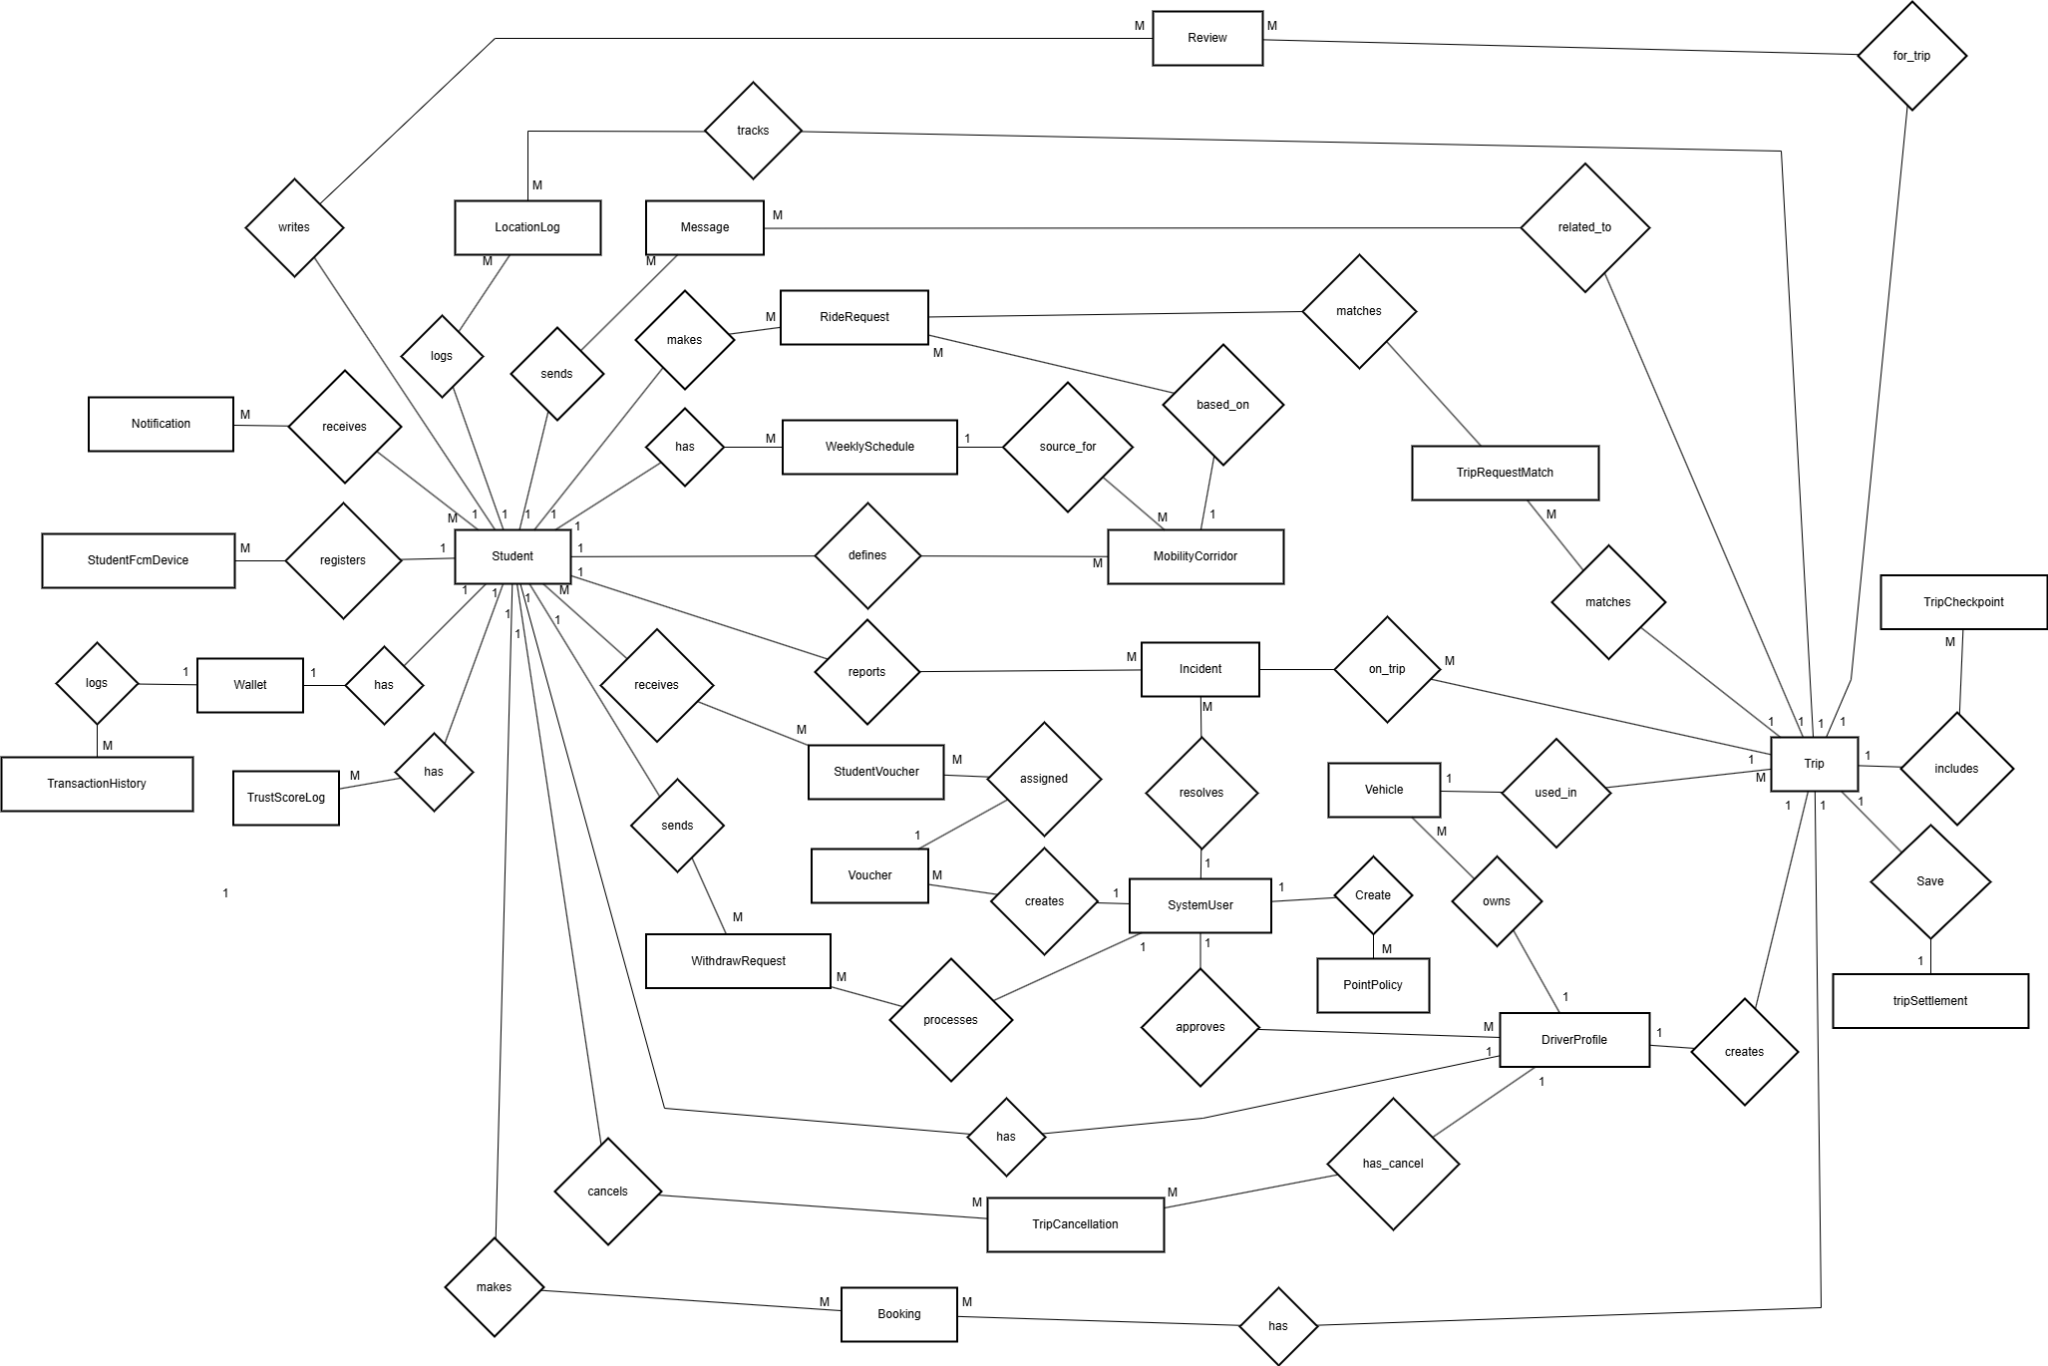 M
Review
M
for_trip
tracks
M
writes
LocationLog
Message
M
related_to
M
M
logs
sends
makes
M
RideRequest
M
matches
based_on
Notification
M
receives
has
M
WeeklySchedule
1
source_for
TripRequestMatch
M
M
1
1
1
1
1
M
1
StudentFcmDevice
M
registers
1
Student
1
defines
M
MobilityCorridor
matches
TripCheckpoint
M
1
1
1
1
M
1
1
1
1
reports
M
Incident
on_trip
M
logs
1
Wallet
1
has
receives
M
1
1
1
1
M
TransactionHistory
TrustScoreLog
M
has
M
StudentVoucher
M
assigned
resolves
Vehicle
1
used_in
1
M
Trip
1
includes
1
1
1
sends
1
Voucher
M
creates
1
1
SystemUser
1
Create
M
owns
Save
1
M
WithdrawRequest
M
processes
1
1
M
PointPolicy
1
tripSettlement
approves
M
1
1
DriverProfile
1
creates
has
1
has_cancel
cancels
M
TripCancellation
M
makes
M
Booking
M
has